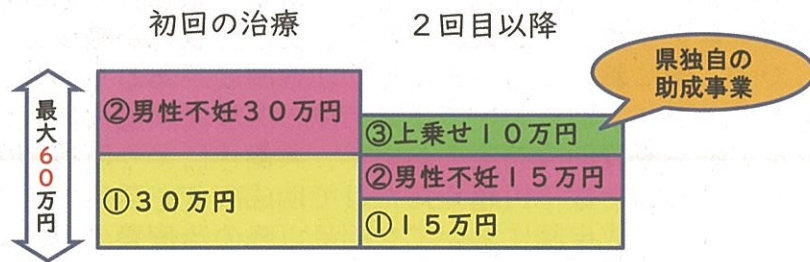 初回の治療
2回目以降
県独自の
助成事業
最大60万円
②男性不妊30万円
①30万円
③上乗せ10万円
②男性不妊15万円
①15万円